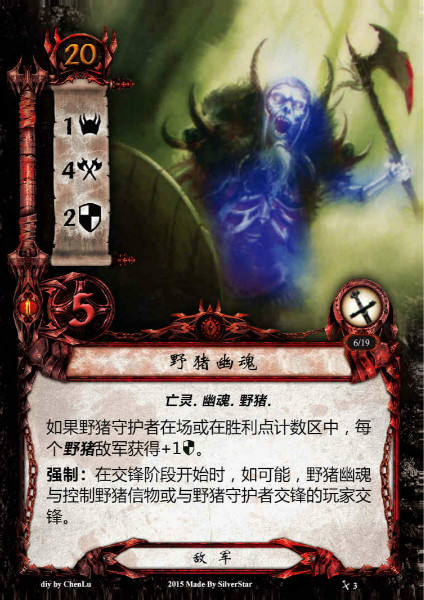 20
1
4
2
5
6/19
野猪幽魂
亡灵. 幽魂. 野猪.
如果野猪守护者在场或在胜利点计数区中，每
个野猪敌军获得+1。
强制：在交锋阶段开始时，如可能，野猪幽魂
与控制野猪信物或与野猪守护者交锋的玩家交
锋。
敌 军
diy by ChenLu 2015 Made By SilverStar 3